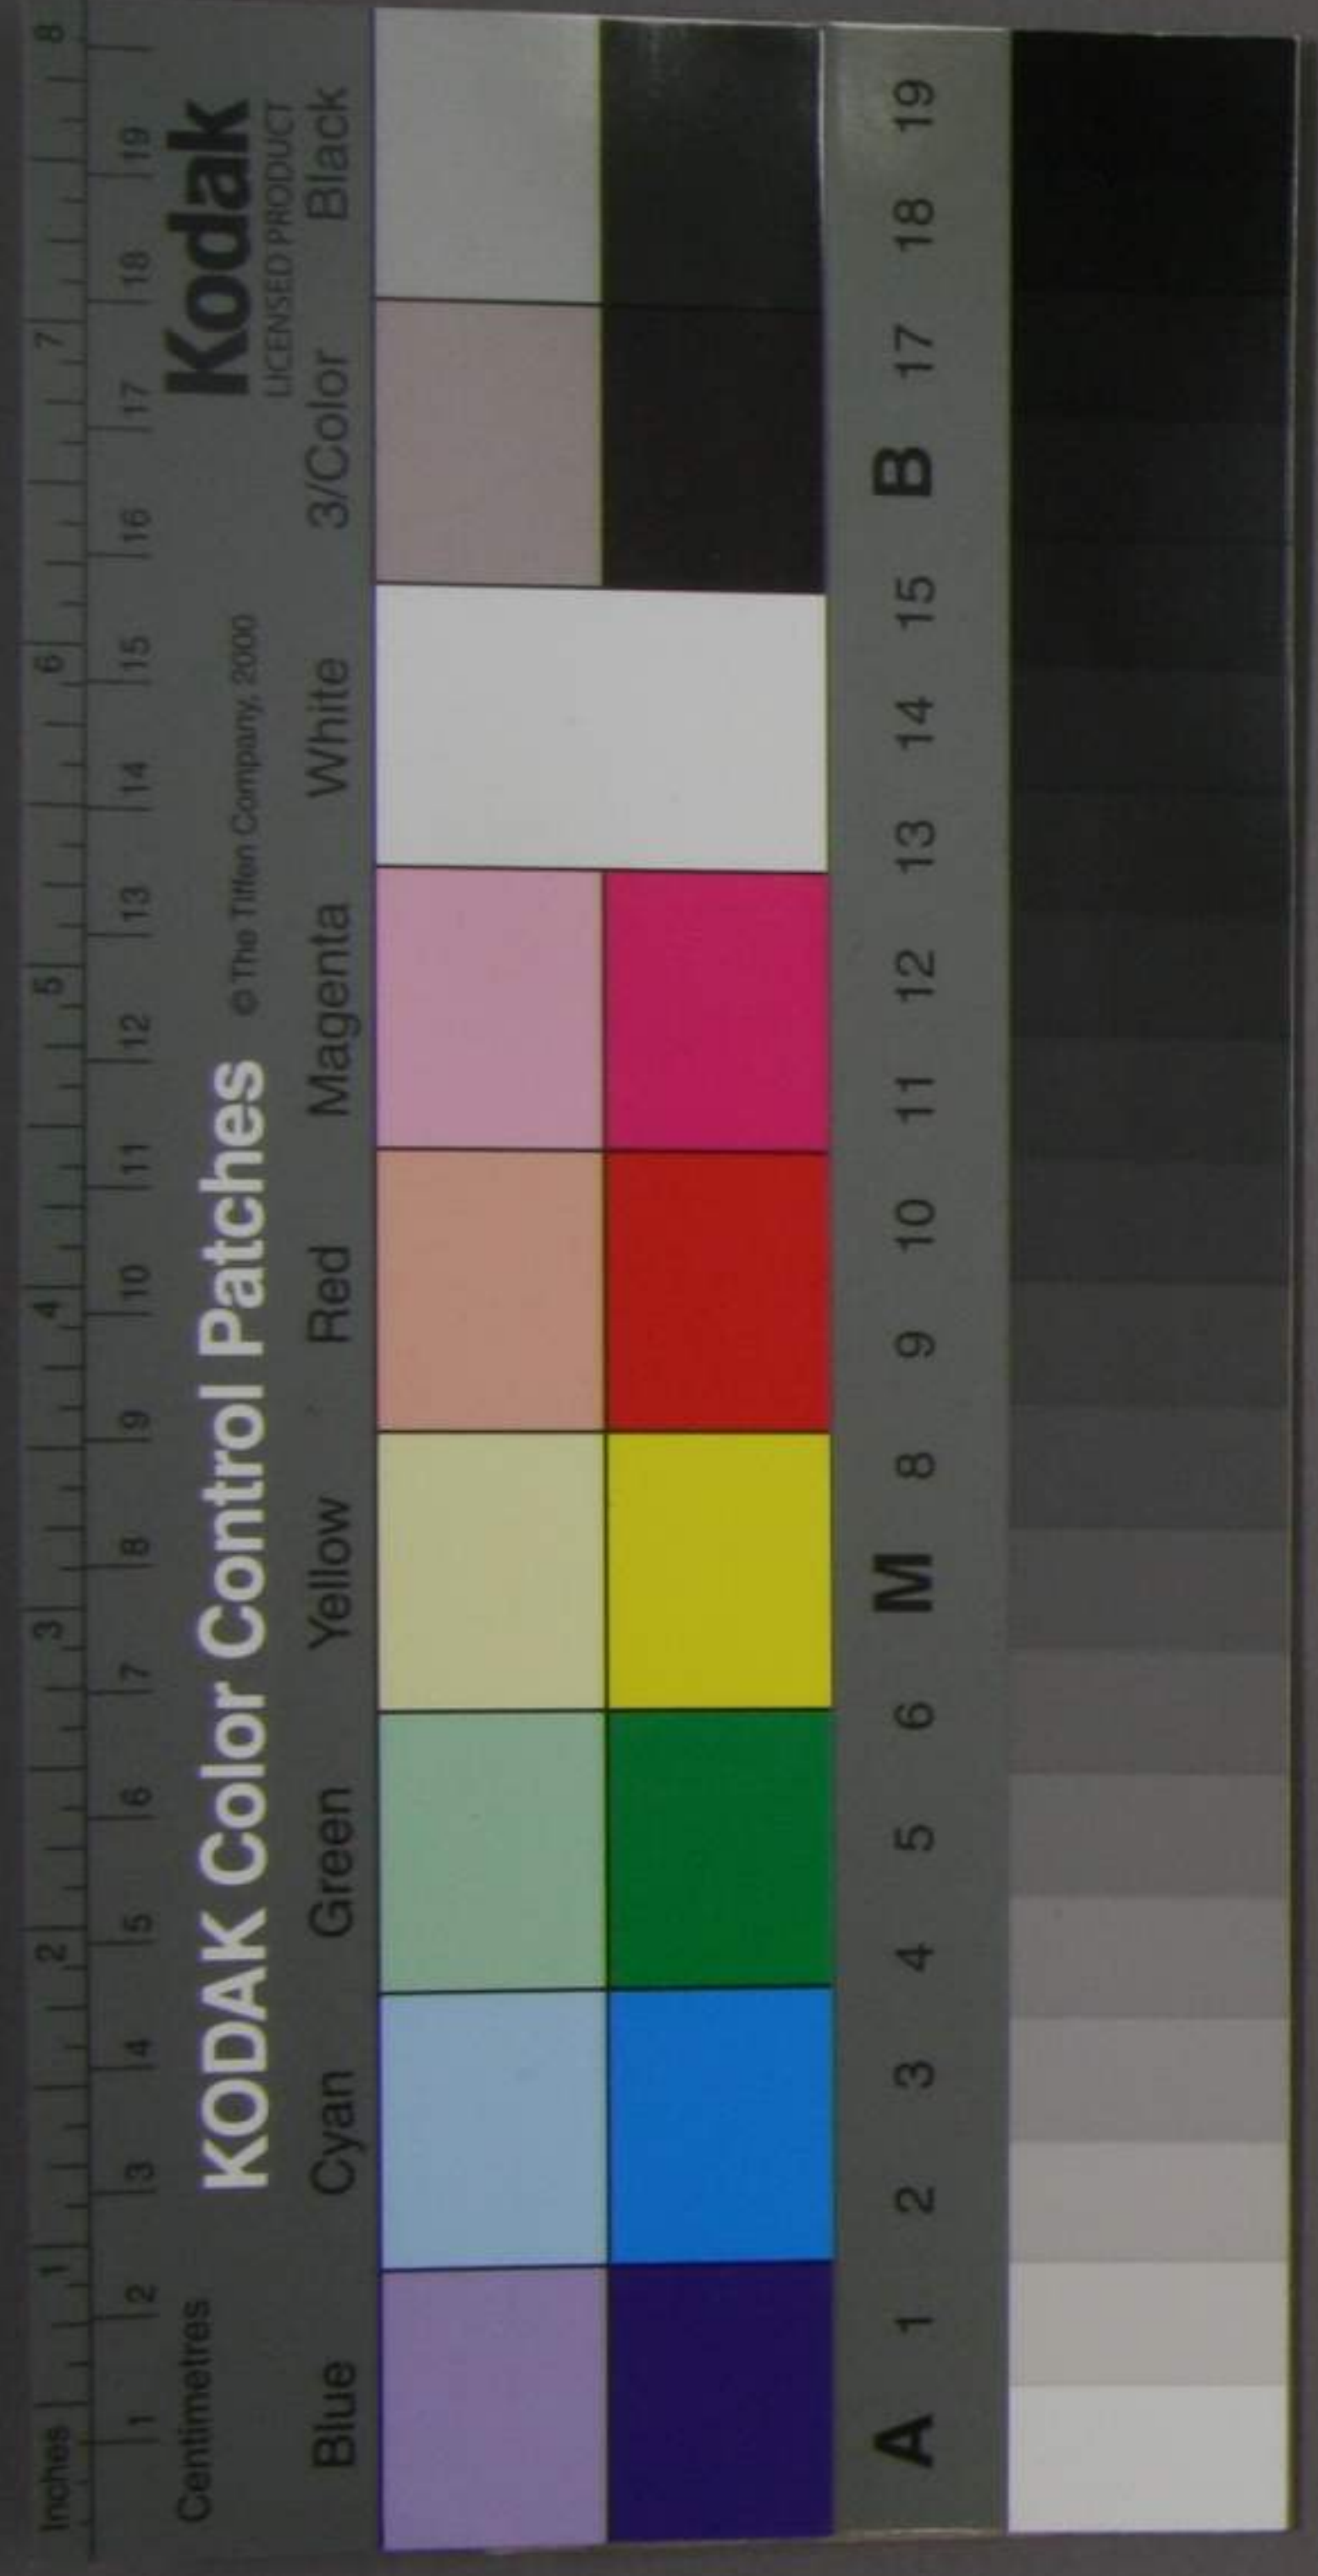 Inches 1 2 3 4 5 6 7 8
Centimetres 1 2 3 4 5 6 7 8 9 10 11 12 13 14 15 16 17 18 19
KODAK Color Control Patches © The Tiffen Company, 2000 Kodak
LICENSED PRODUCT
Blue Cyan Green Yellow Red Magenta White 3/Color Black
A 1 2 3 4 5 6 M 8 9 10 11 12 13 14 15 B 17 18 19